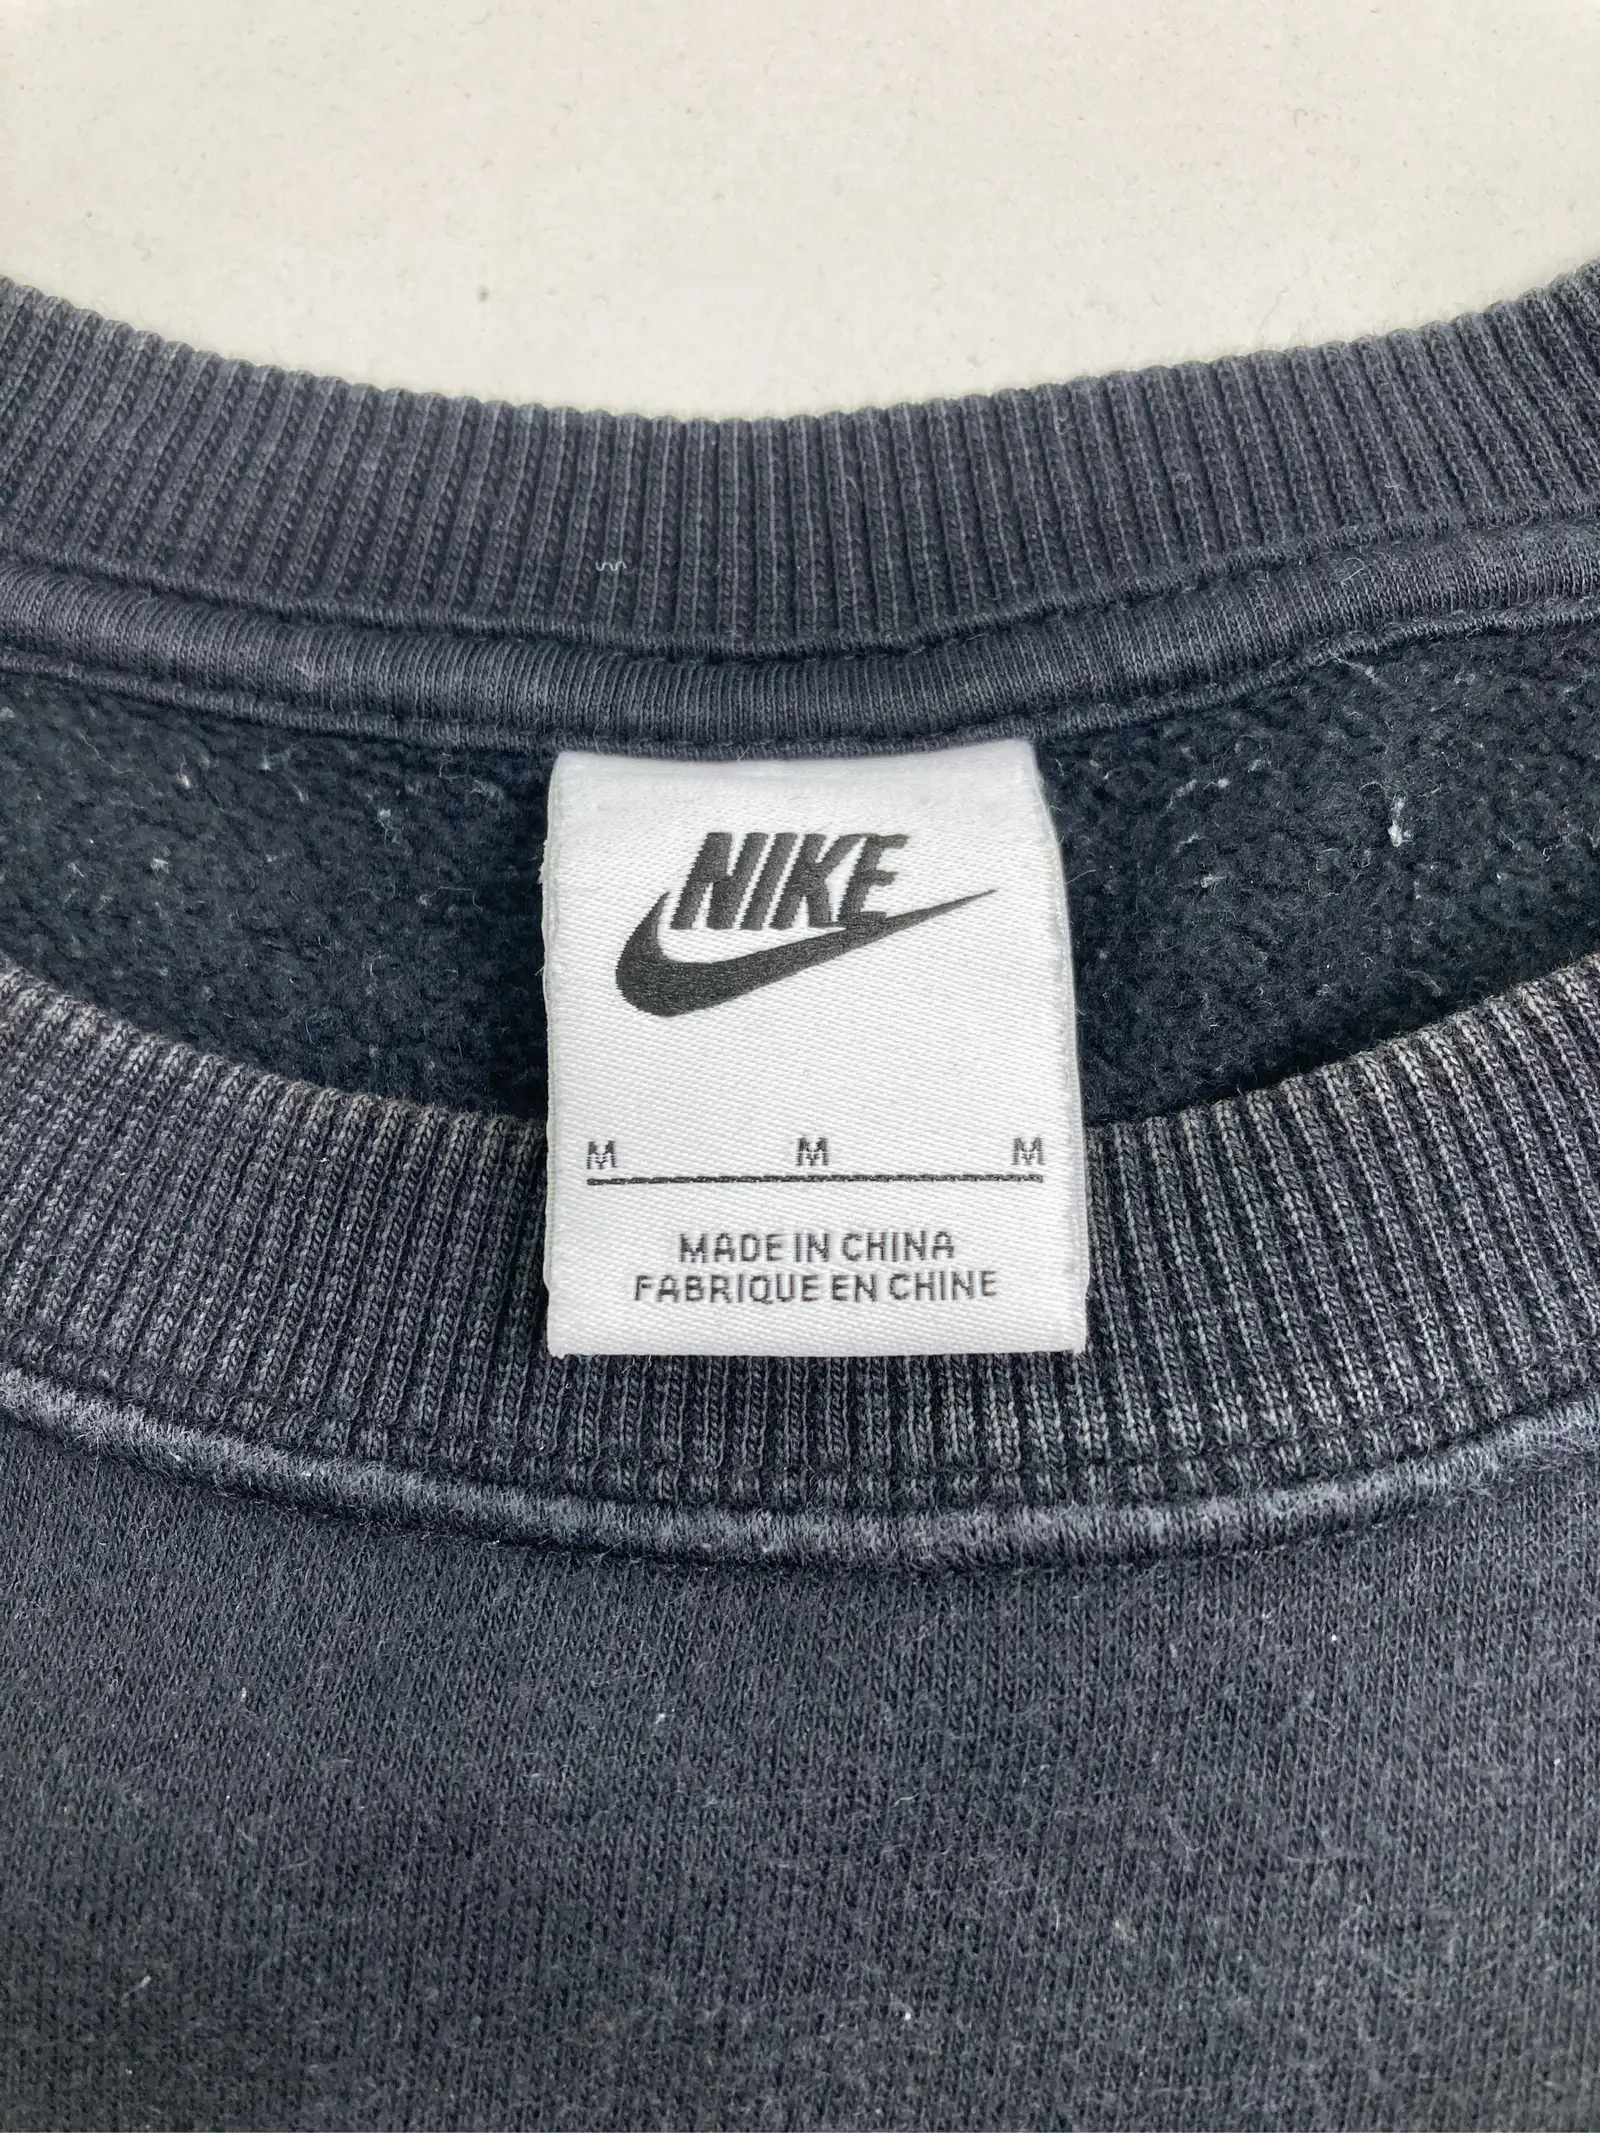 NIKE
M M M
MADE IN CHINA
FABRIQUE EN CHINE